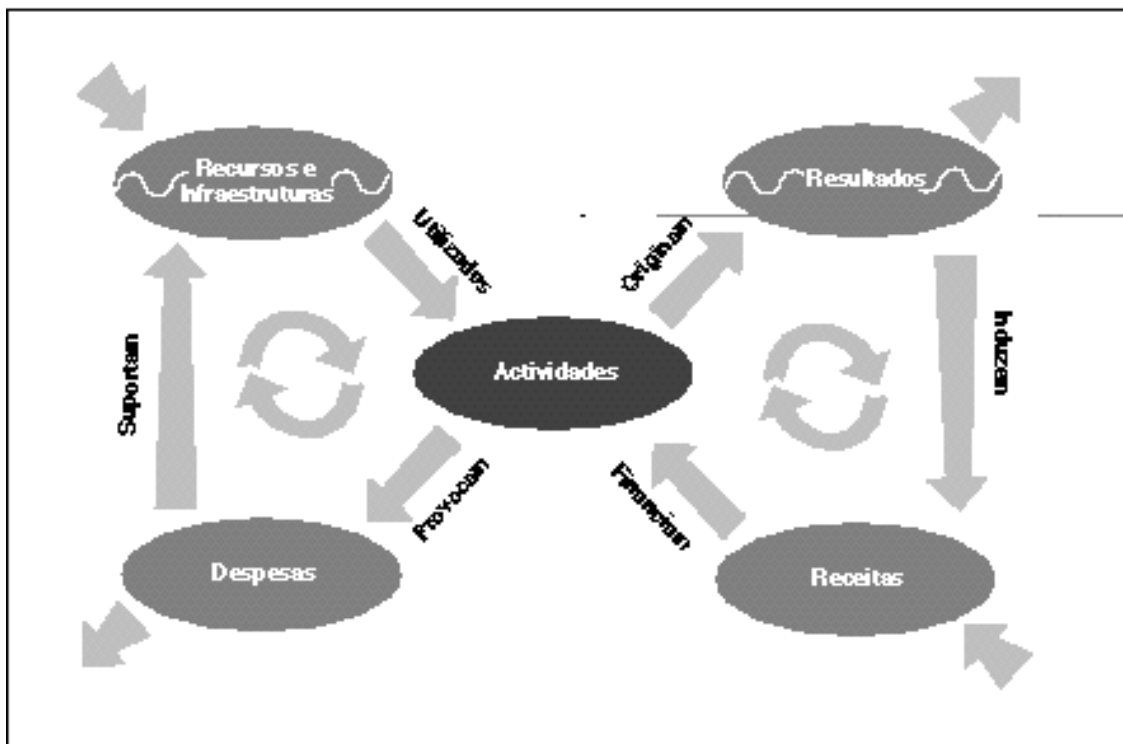 Recursos e
Infraestruturas
Resultados
Utilizados
Originam
Suportam
Actividades
Induzem
Provocam
Financiam
Despesas
Receitas